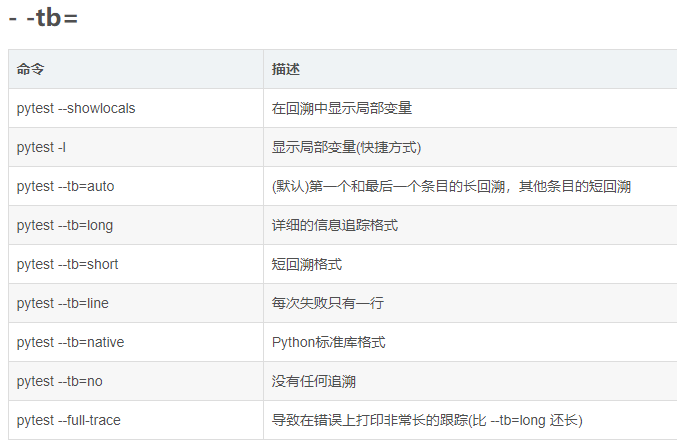 - -tb=
命令 描述
pytest --showlocals 在回溯中显示局部变量
pytest -l 显示局部变量(快捷方式)
pytest --tb=auto (默认)第一个和最后一个条目的长回溯，其他条目的短回溯
pytest --tb=long 详细的信息追踪格式
pytest --tb=short 短回溯格式
pytest --tb=line 每次失败只有一行
pytest --tb=native Python标准库格式
pytest --tb=no 没有任何追溯
pytest --full-trace 导致在错误上打印非常长的跟踪(比 --tb=long 还长)